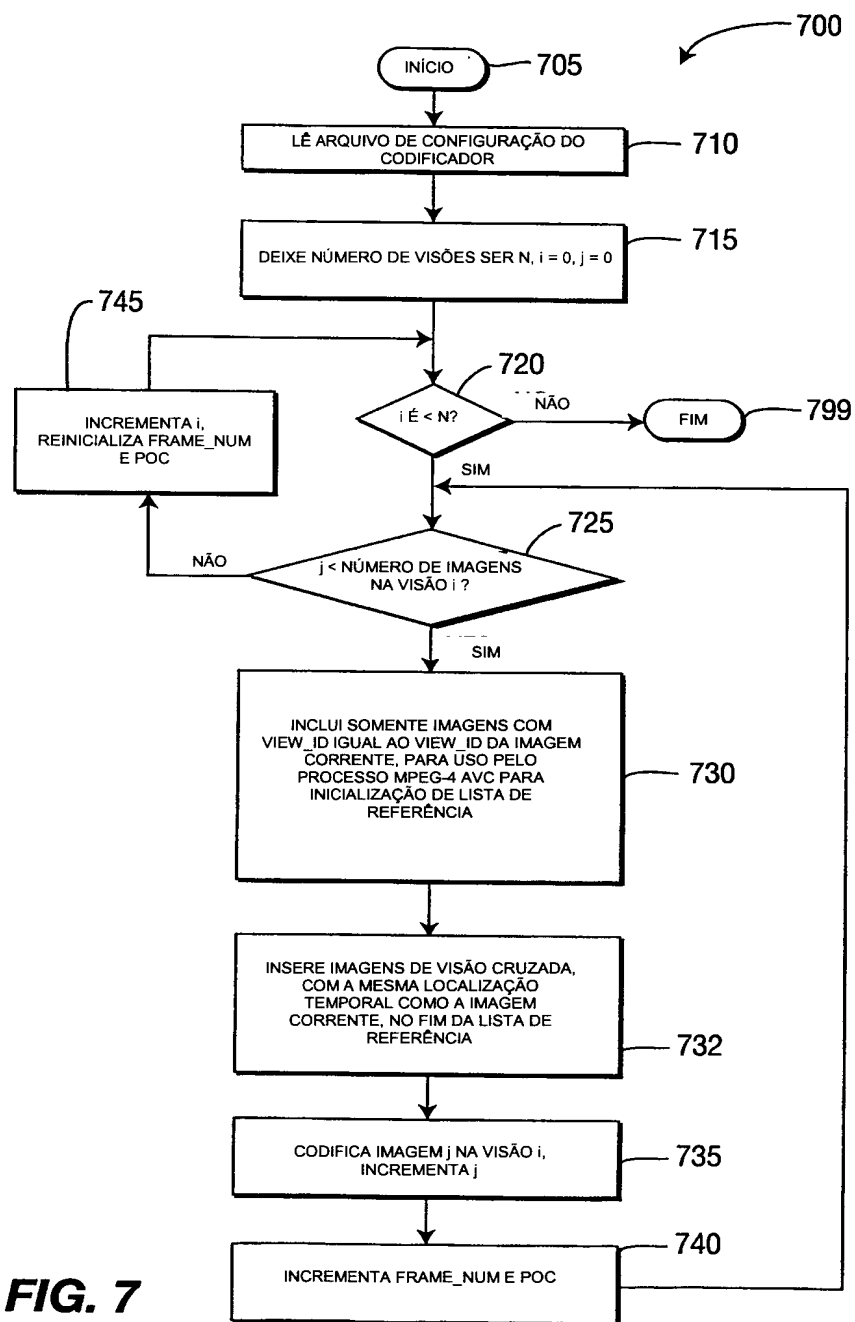 700
INÍCIO
705
LÊ ARQUIVO DE CONFIGURAÇÃO DO
CODIFICADOR
710
DEIXE NÚMERO DE VISÕES SER N, i = 0, j = 0
715
745
INCREMENTA i,
REINICIALIZA FRAME_NUM
E POC
720
i É < N?
NÃO
FIM
799
SIM
725
NÃO
j < NÚMERO DE IMAGENS
NA VISÃO i ?
SIM
INCLUI SOMENTE IMAGENS COM
VIEW_ID IGUAL AO VIEW_ID DA IMAGEM
CORRENTE, PARA USO PELO
PROCESSO MPEG-4 AVC PARA
INICIALIZAÇÃO DE LISTA DE
REFERÊNCIA
730
INSERE IMAGENS DE VISÃO CRUZADA,
COM A MESMA LOCALIZAÇÃO
TEMPORAL COMO A IMAGEM
CORRENTE, NO FIM DA LISTA DE
REFERÊNCIA
732
CODIFICA IMAGEM j NA VISÃO i,
INCREMENTA j
735
740
INCREMENTA FRAME_NUM E POC
FIG. 7